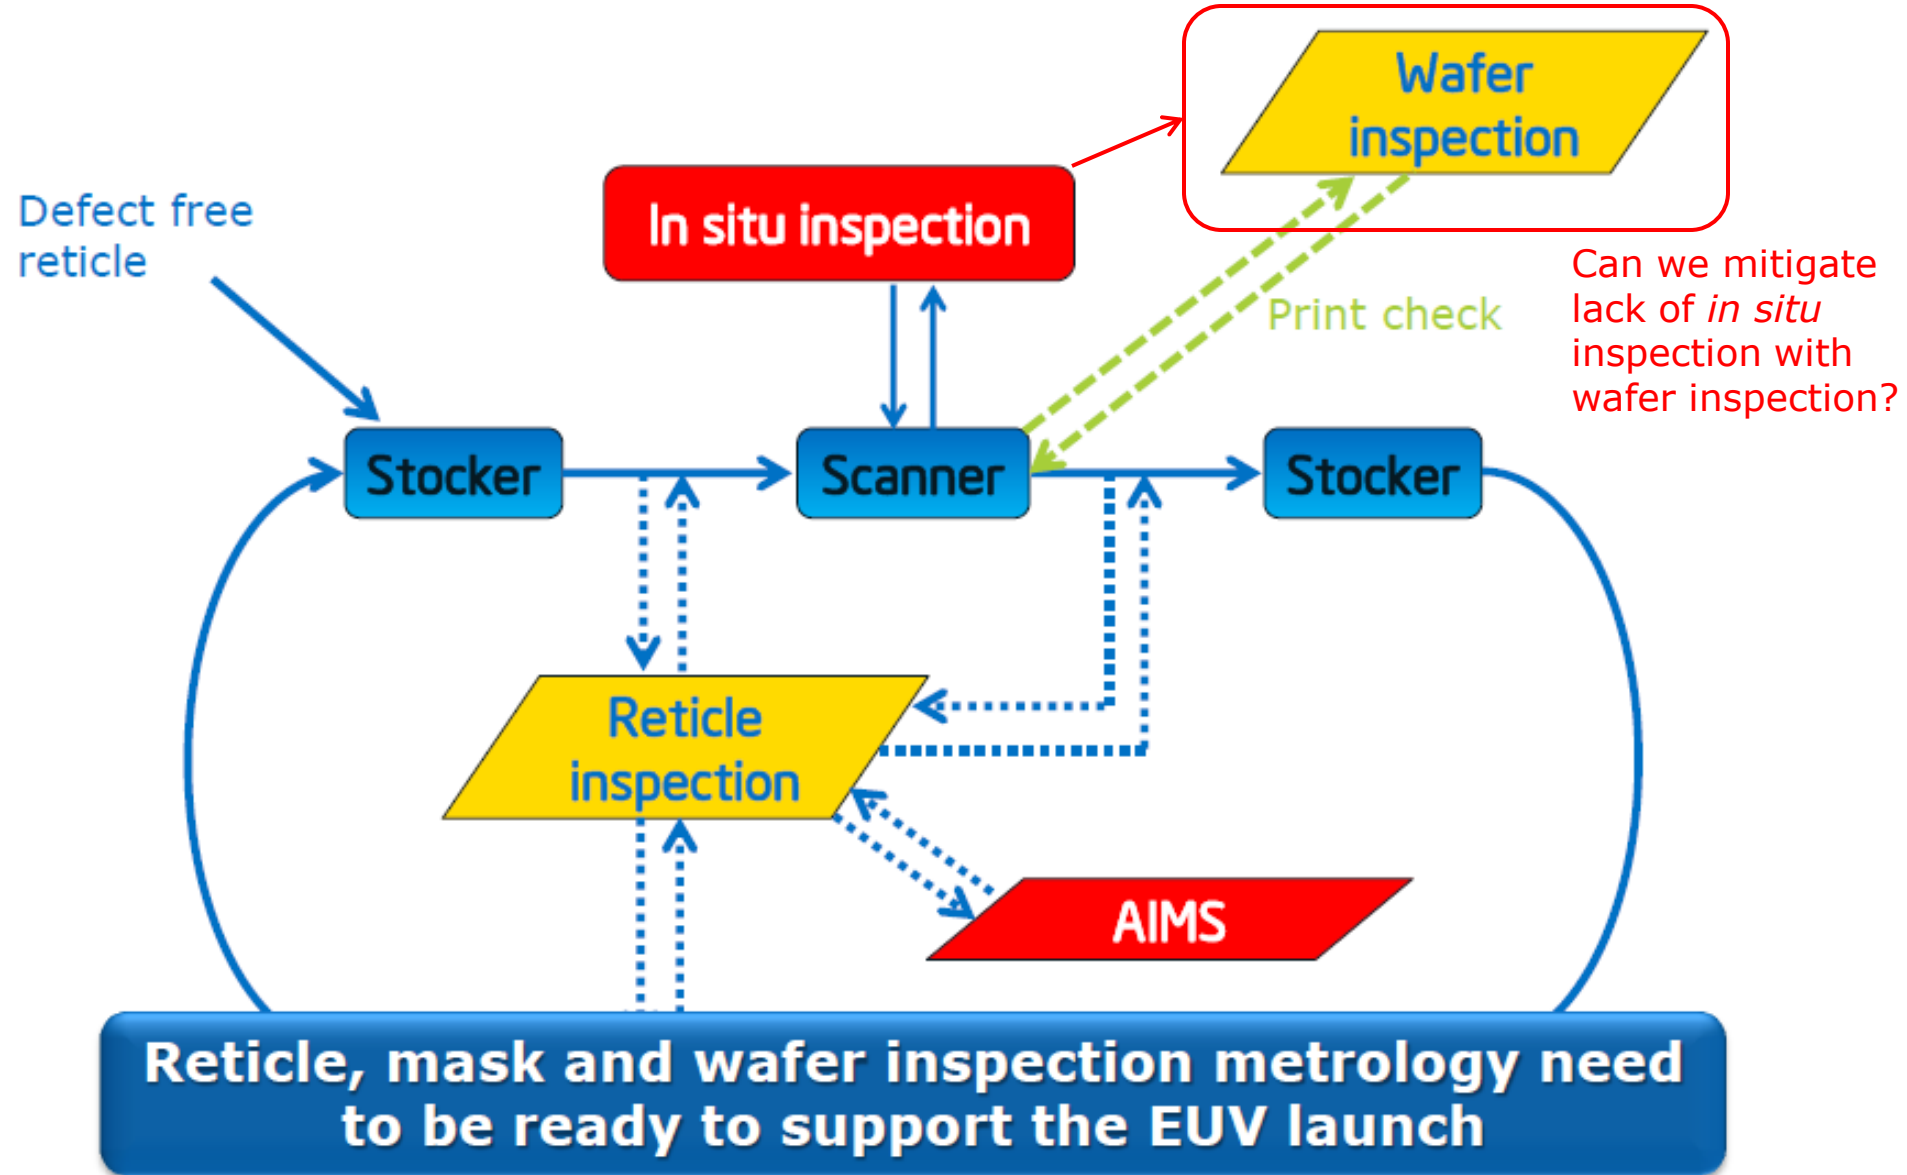 Wafer
inspection
Defect free
reticle
In situ inspection
Can we mitigate
lack of in situ
inspection with
wafer inspection?
Print check
Stocker
Scanner
Stocker
Reticle
inspection
AIMS
Reticle, mask and wafer inspection metrology need
to be ready to support the EUV launch